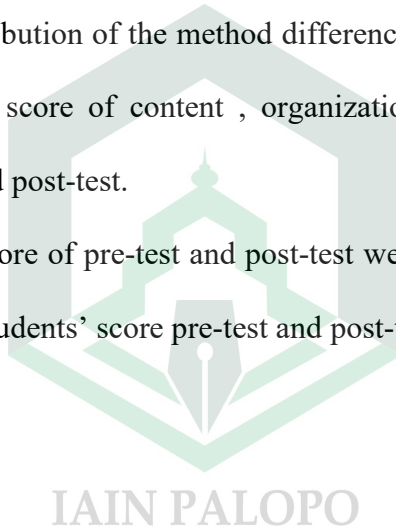 bution of the method differenc
score of content , organizatio
post-test.
ore of pre-test and post-test we
udents’ score pre-test and post-
IAIN PALOPO